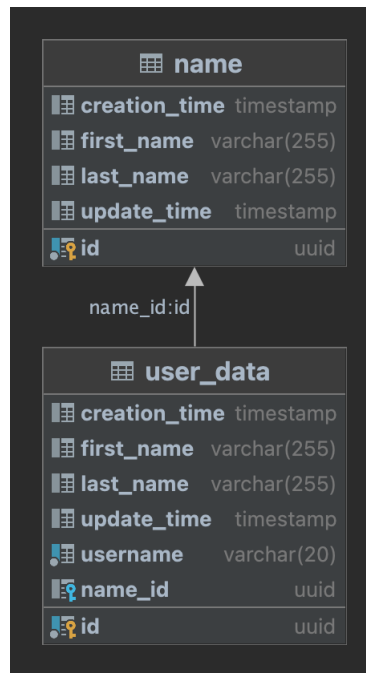 name
creation_time timestamp
first_name varchar(255)
last_name varchar(255)
update_time timestamp
id uuid
name_id:id
user_data
creation_time timestamp
first_name varchar(255)
last_name varchar(255)
update_time timestamp
username varchar(20)
name_id uuid
id uuid